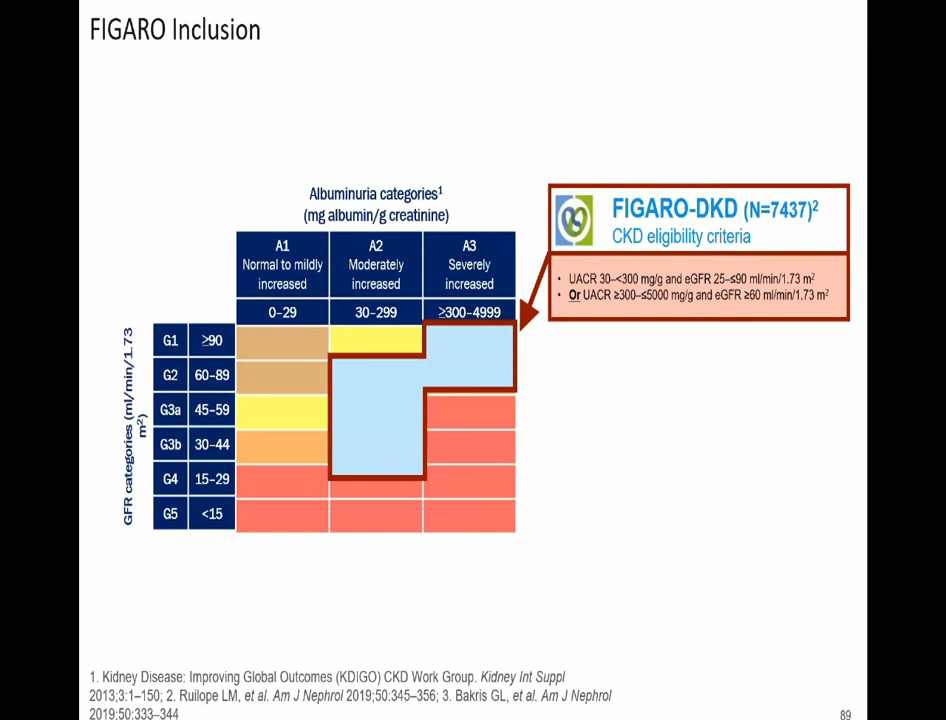 FIGARO Inclusion
Albuminuria categories1
(mg albumin/g creatinine)
FIGARO-DKD (N=7437)2
CKD eligibility criteria
• UACR 30–<300 mg/g and eGFR 25–≤90 ml/min/1.73 m2
• Or UACR ≥300–≤5000 mg/g and eGFR ≥60 ml/min/1.73 m2
A1 A2 A3
Normal to mildly Moderately Severely
increased increased increased
0–29 30–299 ≥300–4999
GFR categories (ml/min/1.73
m2)
G1 ≥90
G2 60–89
G3a 45–59
G3b 30–44
G4 15–29
G5 <15
1. Kidney Disease: Improving Global Outcomes (KDIGO) CKD Work Group. Kidney Int Suppl
2013;3:1–150; 2. Ruilope LM, et al. Am J Nephrol 2019;50:345–356; 3. Bakris GL, et al. Am J Nephrol
2019;50:333–344
89